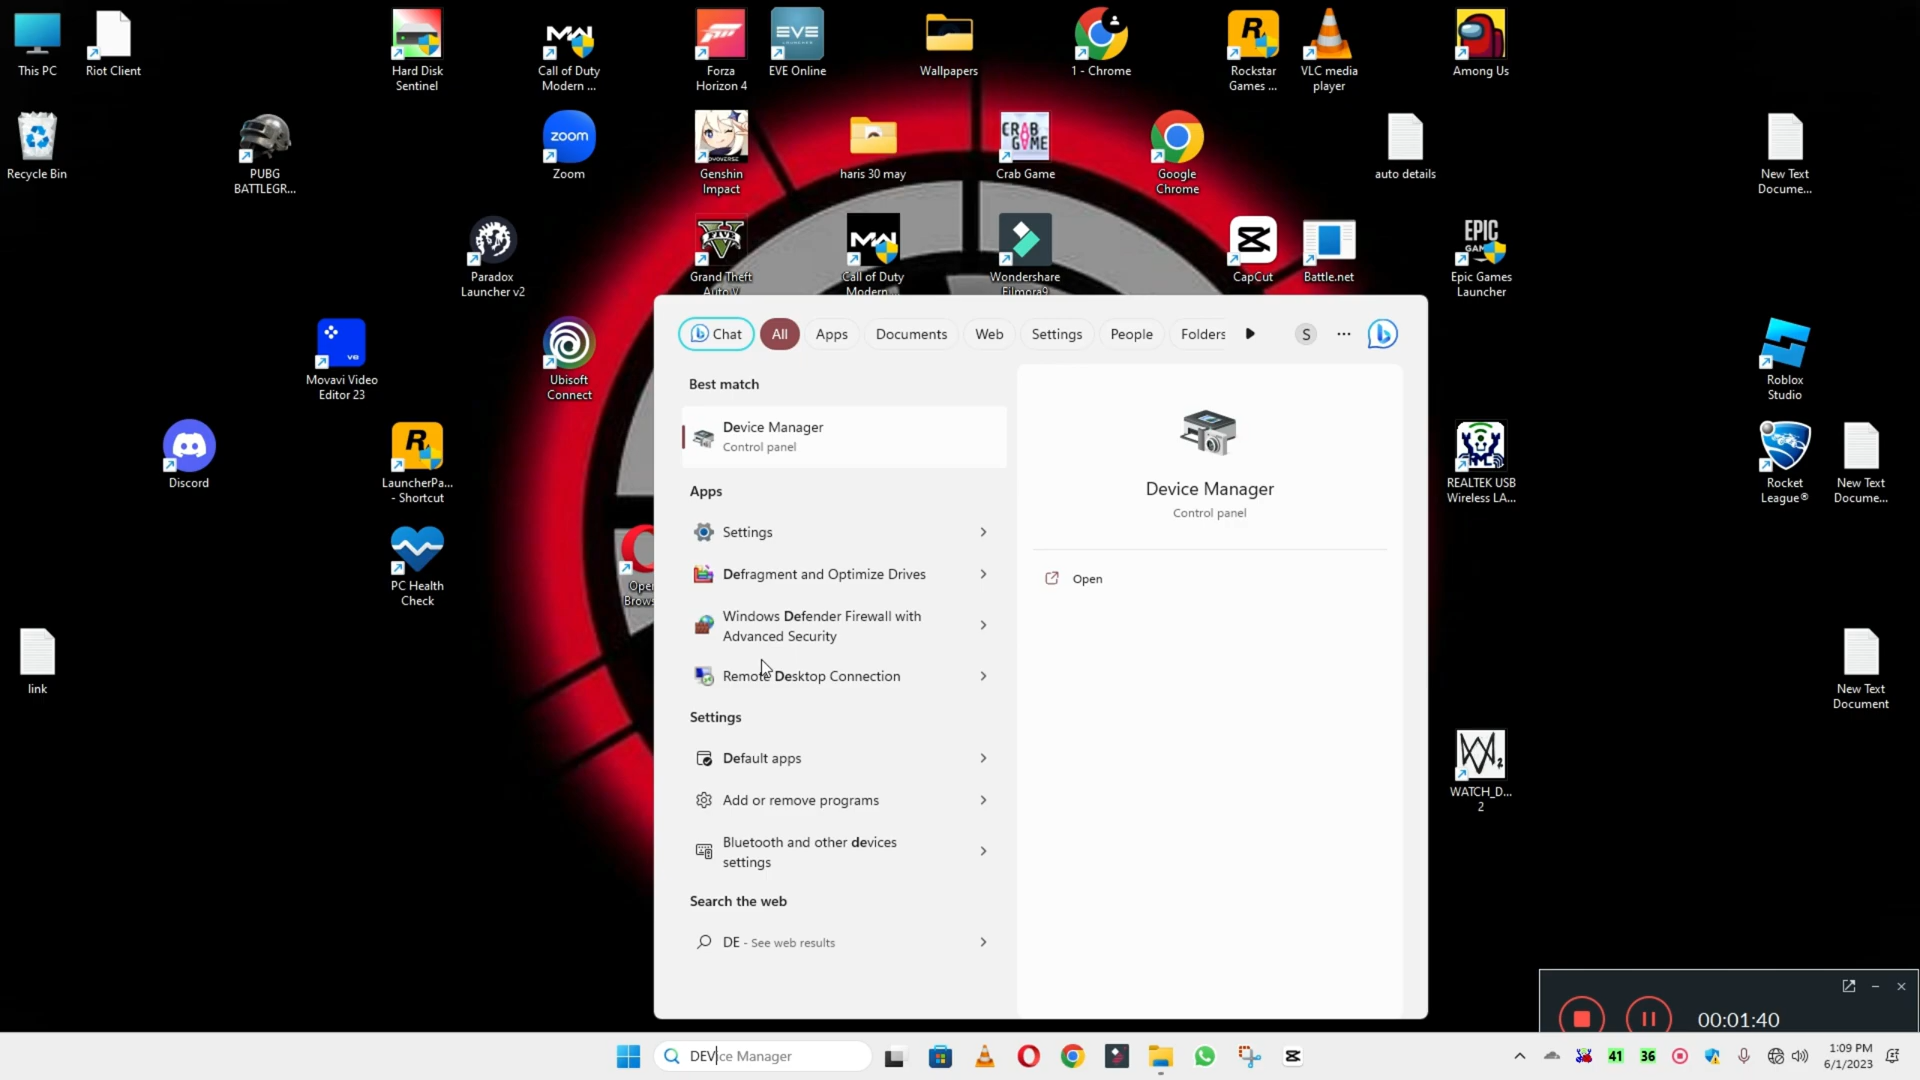 This PC
Riot Client
Hard Disk
Sentinel
Call of Duty
Modern ...
Forza
Horizon 4
EVE Online
Wallpapers
1 - Chrome
Rockstar
Games ...
VLC media
player
Among Us
Recycle Bin
PUBG
BATTLEGR...
zoom
Zoom
Genshin
Impact
haris 30 may
CRAB
GAME
Crab Game
Google
Chrome
auto details
New Text
Docume...
Paradox
Launcher v2
Grand Theft
Auto V
Call of Duty
Modern...
Wondershare
Filmora9
CapCut
Battle.net
EPIC
Epic Games
Launcher
Movavi Video
Editor 23
Ubisoft
Connect
Roblox
Studio
Discord
LauncherPa...
- Shortcut
REALTEK USB
Wireless LA...
Rocket
League®
New Text
Docume...
PC Health
Check
link
New Text
Document
WATCH_D...
2
Chat
All
Apps
Documents
Web
Settings
People
Folders
S
Best match
Device Manager
Control panel
Apps
Settings
Defragment and Optimize Drives
Windows Defender Firewall with
Advanced Security
Remote Desktop Connection
Settings
Default apps
Add or remove programs
Bluetooth and other devices
settings
Search the web
DE - See web results
Device Manager
Control panel
Open
00:01:40
DEVice Manager
41
36
1:09 PM
6/1/2023